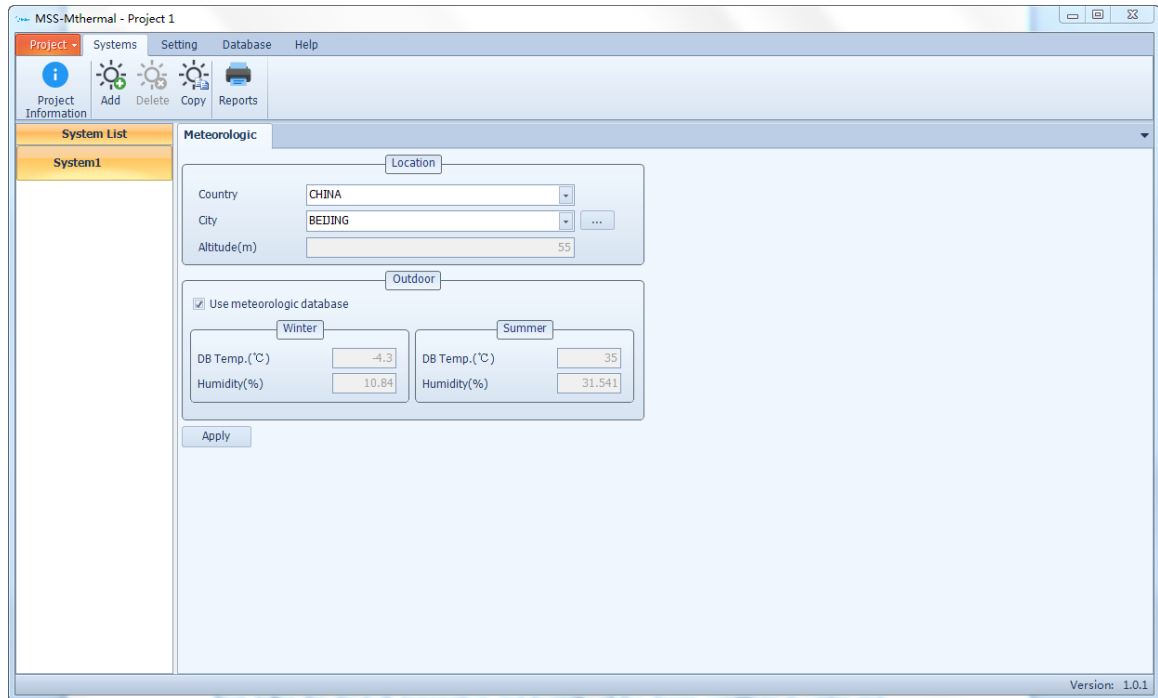 MSS-Mthermal - Project 1
Project Systems Setting Database Help
Project Information Add Delete Copy Reports
System List
System1
Meteorologic
Location
Country CHINA
City BEIJING ...
Altitude(m) 55
Outdoor
Use meteorologic database
Winter Summer
DB Temp.(℃) -4.3 DB Temp.(℃) 35
Humidity(%) 10.84 Humidity(%) 31.541
Apply
Version: 1.0.1